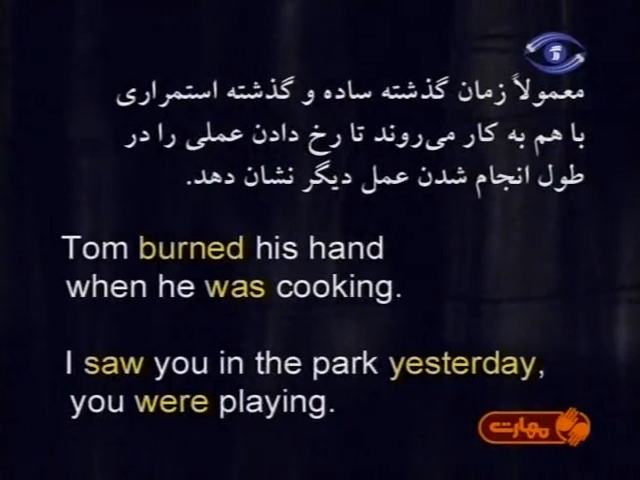 معمولاً زمان گذشته ساده و گذشته استمراری
با هم به کار می‌روند تا رخ دادن عملی را در
طول انجام شدن عمل دیگر نشان دهد.
Tom burned his hand
when he was cooking.
I saw you in the park yesterday,
you were playing.
مهارت